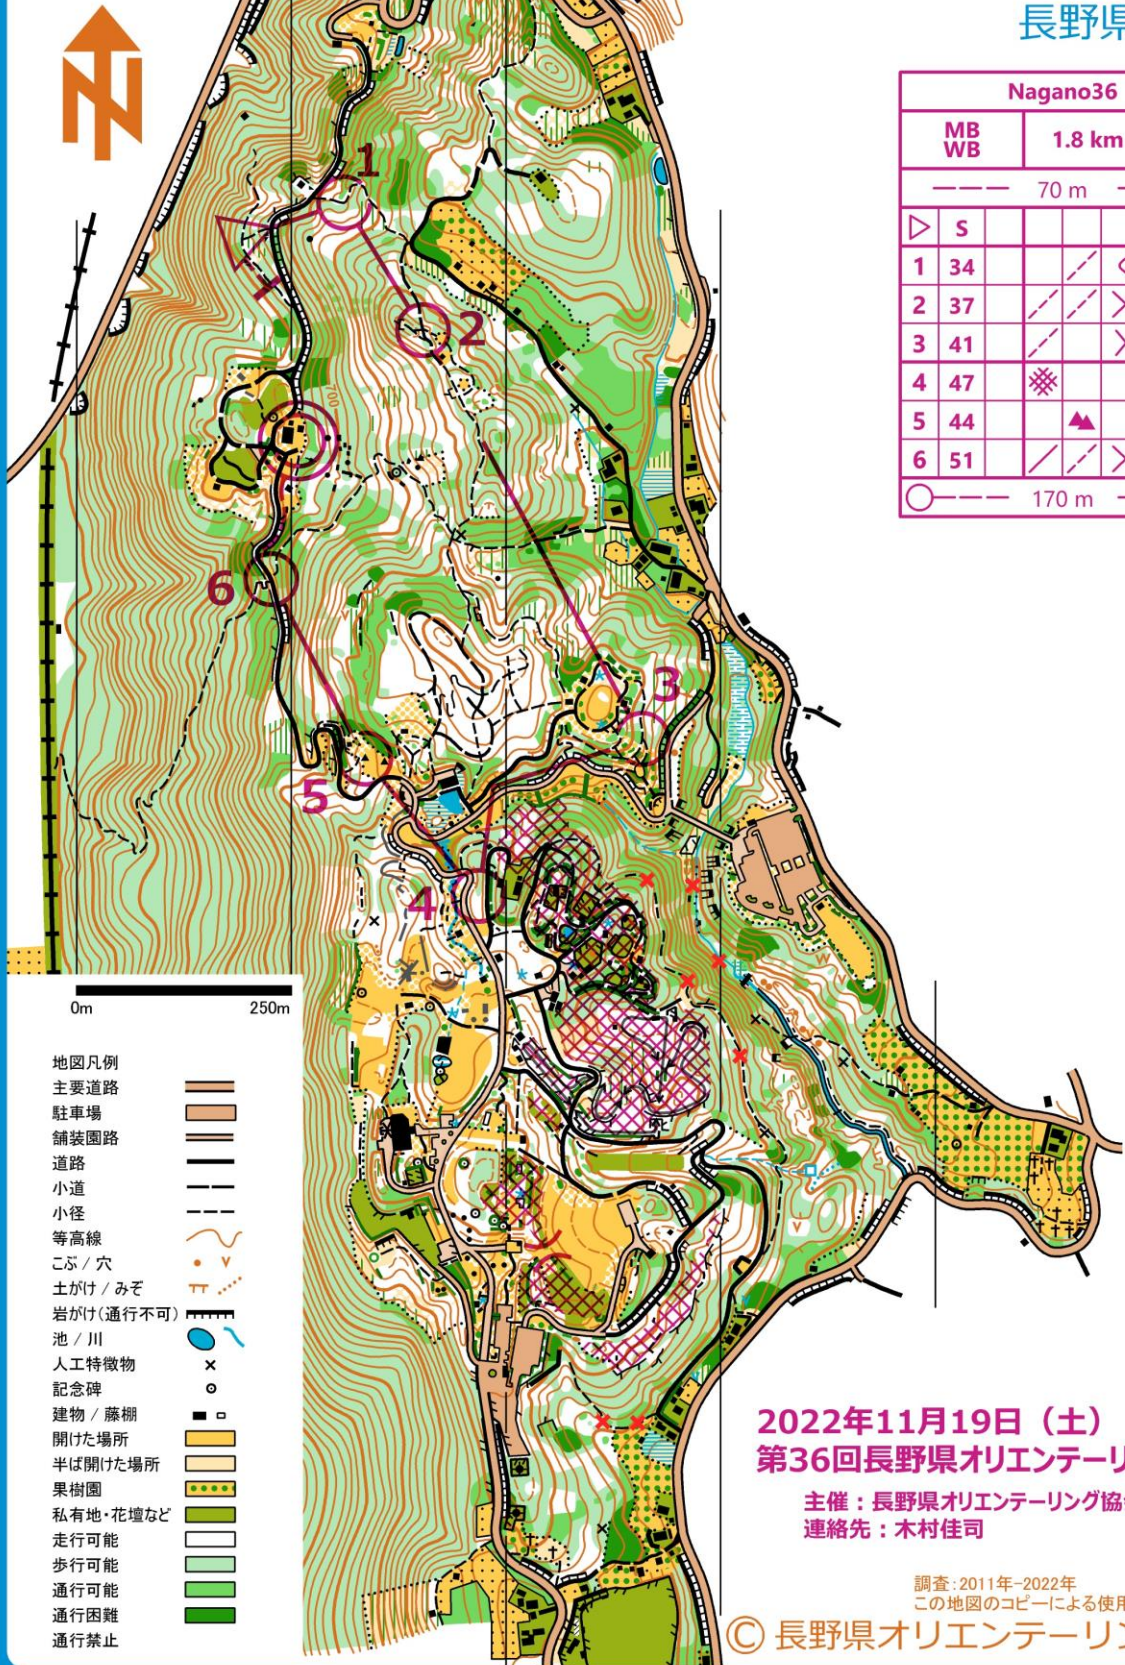 長野県
N
Nagano36
MB
WB
1.8 km
70 m
S
1 34
2 37
3 41
4 47
5 44
6 51
170 m
1
2
3
4
5
6
0m 250m
地図凡例
主要道路
駐車場
舗装園路
道路
小道
小径
等高線
こぶ / 穴
土がけ / みぞ
岩がけ(通行不可)
池 / 川
人工特徴物
記念碑
建物 / 藤棚
開けた場所
半ば開けた場所
果樹園
私有地・花壇など
走行可能
歩行可能
通行可能
通行困難
通行禁止
2022年11月19日（土）
第36回長野県オリエンテーリ
主催：長野県オリエンテーリング協
連絡先：木村佳司
調査:2011年-2022年
この地図のコピーによる使用
© 長野県オリエンテーリン